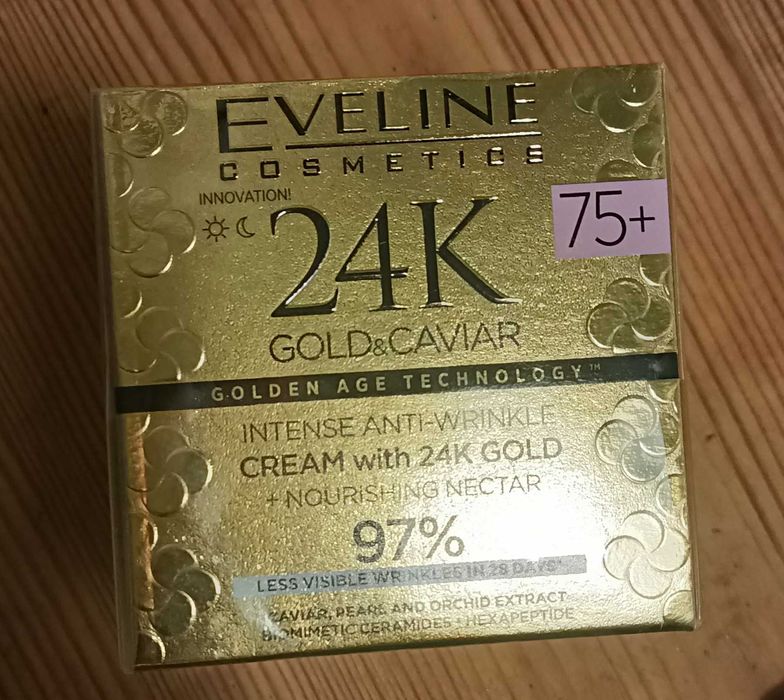 EVELINE
COSMETICS
INNOVATION!
24K
75+
GOLD&CAVIAR
GOLDEN AGE TECHNOLOGY™
INTENSE ANTI-WRINKLE
CREAM with 24K GOLD
+ NOURISHING NECTAR
97%
LESS VISIBLE WRINKLES IN 28 DAYS*
CAVIAR, PEARL AND ORCHID EXTRACT
BIOMIMETIC CERAMIDES • HEXAPEPTIDE